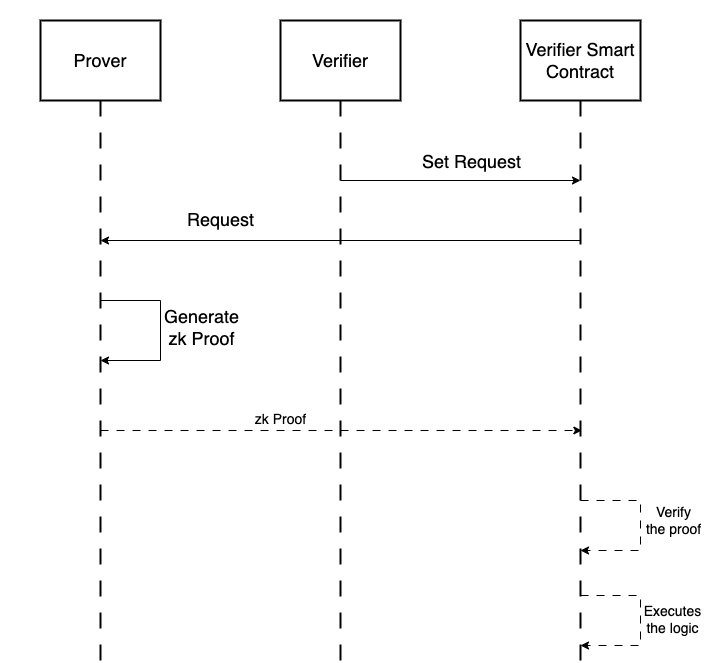 Prover
Verifier
Verifier Smart
Contract
Set Request
Request
Generate
zk Proof
zk Proof
Verify
the proof
Executes
the logic